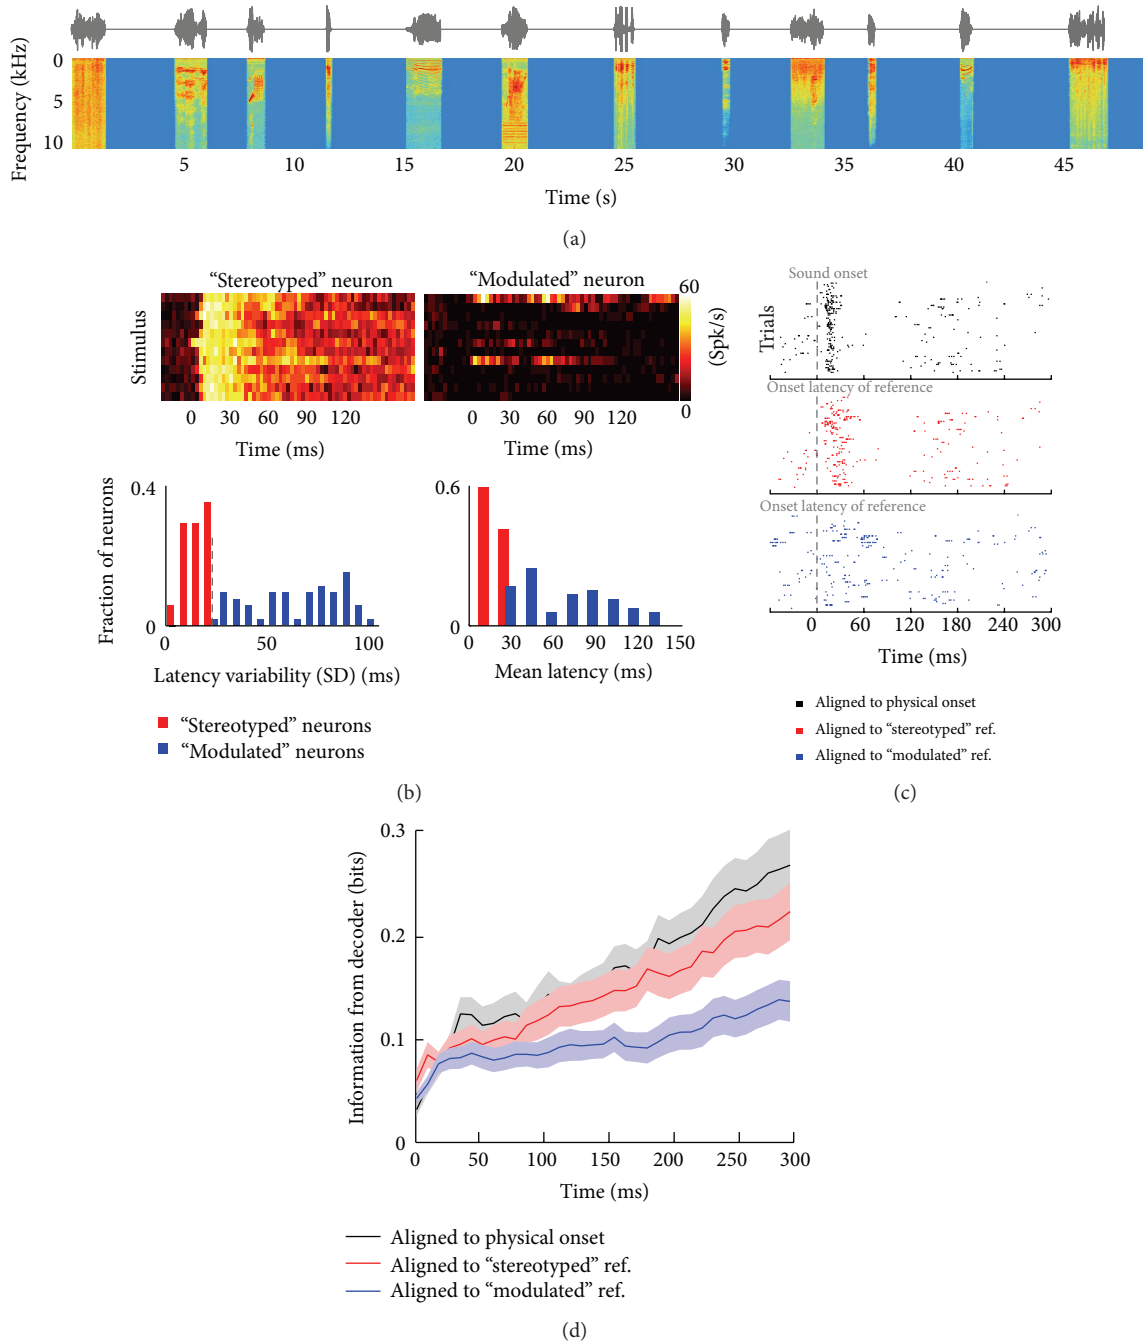 Frequency (kHz)
0
5
10
5 10 15 20 25 30 35 40 45
Time (s)
(a)
“Stereotyped” neuron
“Modulated” neuron
Stimulus
0 30 60 90 120
Time (ms)
0 30 60 90 120
Time (ms)
60
0
(Spk/s)
Fraction of neurons
0.4
0
0 50 100
Latency variability (SD) (ms)
0.6
0
0 30 60 90 120 150
Mean latency (ms)
“Stereotyped” neurons
“Modulated” neurons
(b)
Sound onset
Trials
Onset latency of reference
Onset latency of reference
0 60 120 180 240 300
Time (ms)
Aligned to physical onset
Aligned to “stereotyped” ref.
Aligned to “modulated” ref.
(c)
Information from decoder (bits)
0.3
0.2
0.1
0
0 50 100 150 200 250 300
Time (ms)
Aligned to physical onset
Aligned to “stereotyped” ref.
Aligned to “modulated” ref.
(d)